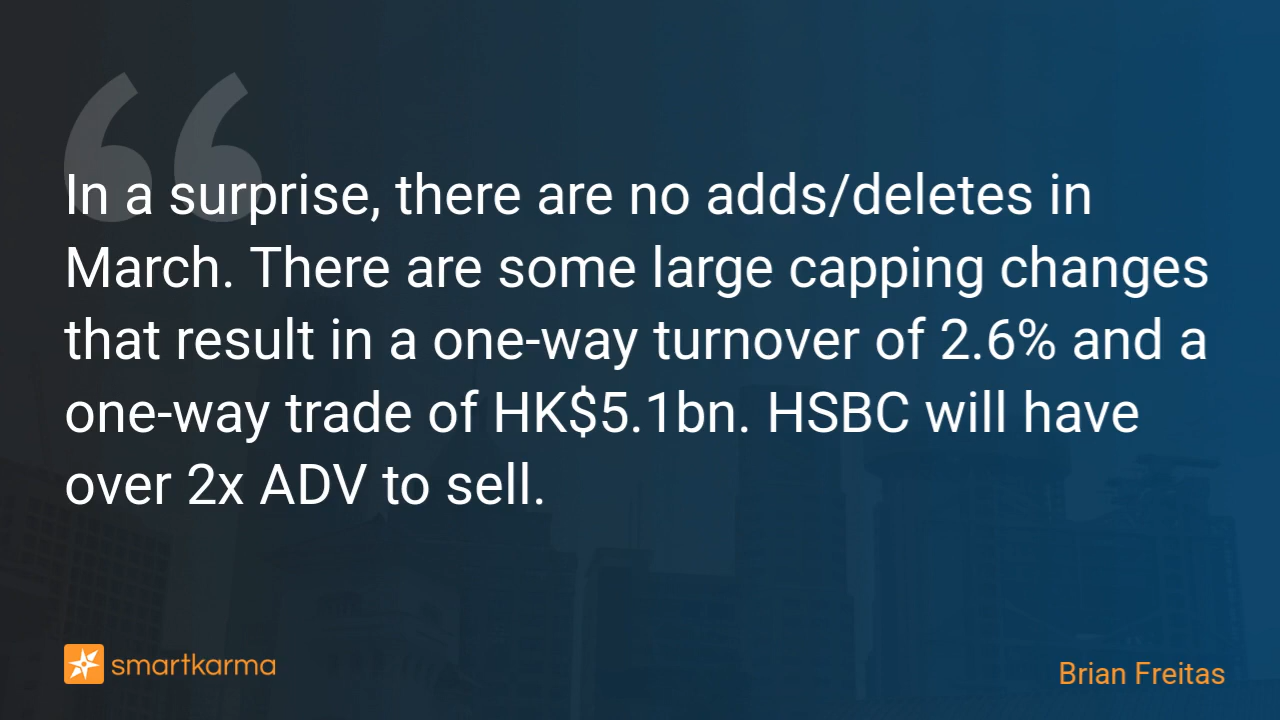 In a surprise, there are no adds/deletes in
March. There are some large capping changes
that result in a one-way turnover of 2.6% and a
one-way trade of HK$5.1bn. HSBC will have
over 2x ADV to sell.
smartkarma
Brian Freitas